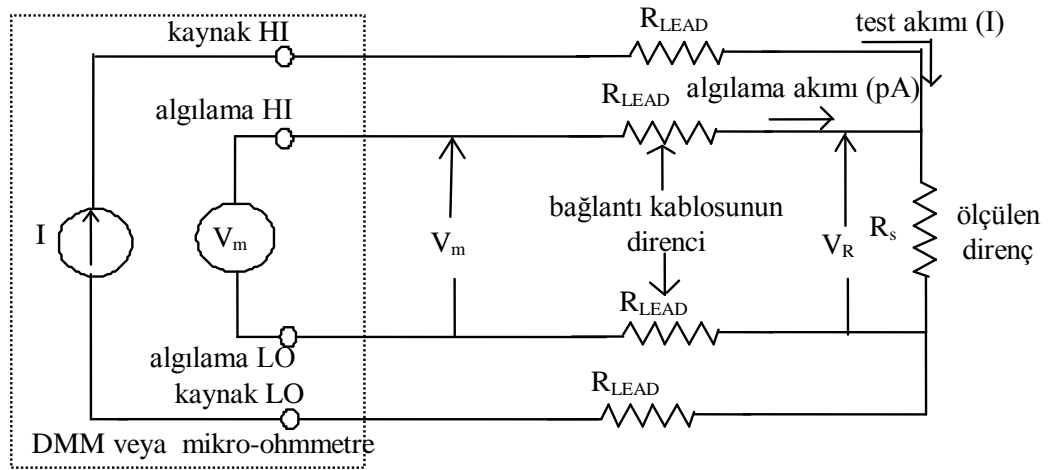 kaynak HI
R_LEAD
test akımı (I)
algılama HI
R_LEAD
algılama akımı (pA)
I
V_m
V_m
bağlantı kablosunun
direnci
V_R
R_s
ölçülen
direnç
R_LEAD
algılama LO
kaynak LO
R_LEAD
DMM veya mikro-ohmmetre